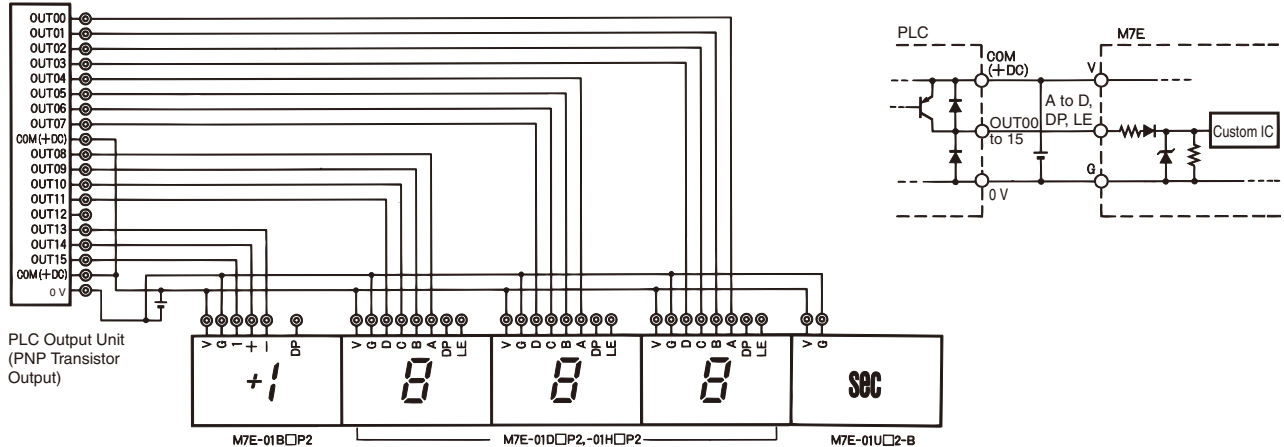 OUT00
OUT01
OUT02
OUT03
OUT04
OUT05
OUT06
OUT07
COM(+DC)
OUT08
OUT09
OUT10
OUT11
OUT12
OUT13
OUT14
OUT15
COM(+DC)
0 V
PLC Output Unit
(PNP Transistor
Output)
V G 1 + − DP
+1
M7E-01B□P2
V G D C B A DP LE
8
V G D C B A DP LE
8
V G D C B A DP LE
8
M7E-01D□P2,-01H□P2
V G
sec
M7E-01U□2-B
PLC
M7E
COM
(+DC)
V
A to D,
DP, LE
OUT00
to 15
Custom IC
G
0 V